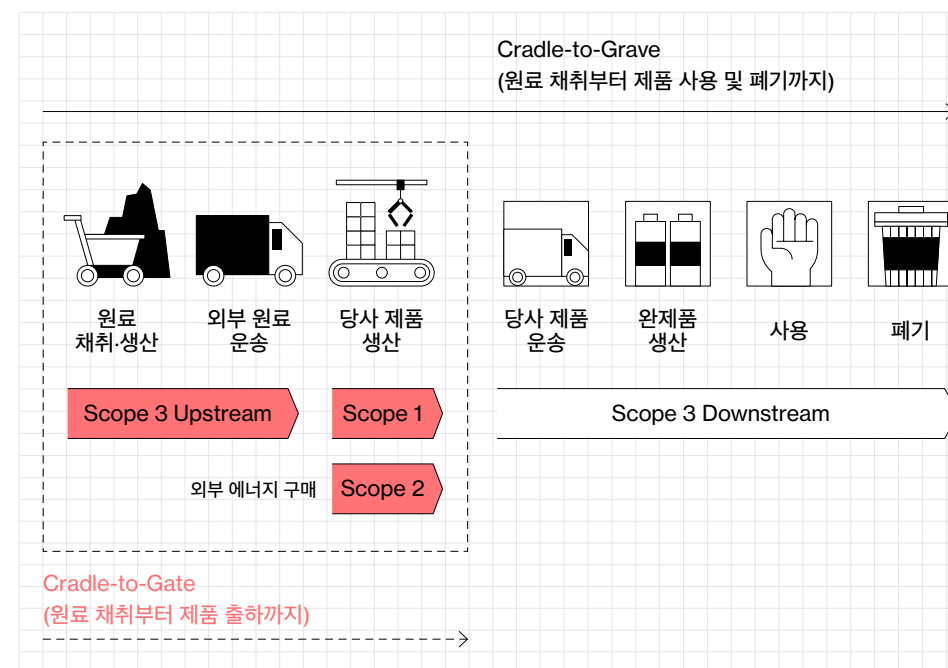 Cradle-to-Grave
(원료 채취부터 제품 사용 및 폐기까지)
원료
채취·생산
외부 원료
운송
당사 제품
생산
당사 제품
운송
완제품
생산
사용
폐기
Scope 3 Upstream
Scope 1
Scope 3 Downstream
외부 에너지 구매
Scope 2
Cradle-to-Gate
(원료 채취부터 제품 출하까지)